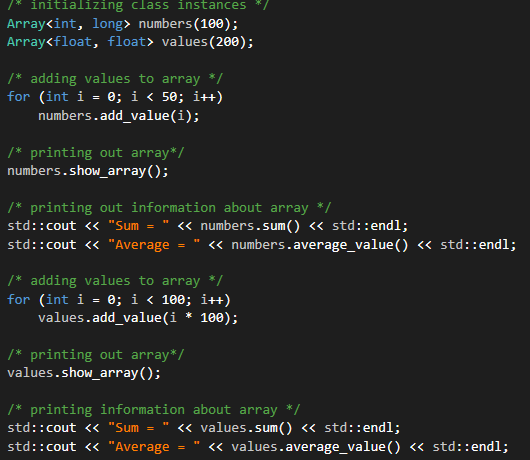 /* initializing class instances */
Array<int, long> numbers(100);
Array<float, float> values(200);
/* adding values to array */
for (int i = 0; i < 50; i++)
numbers.add_value(i);
/* printing out array*/
numbers.show_array();
/* printing out information about array */
std::cout << "Sum = " << numbers.sum() << std::endl;
std::cout << "Average = " << numbers.average_value() << std::endl;
/* adding values to array */
for (int i = 0; i < 100; i++)
values.add_value(i * 100);
/* printing out array*/
values.show_array();
/* printing information about array */
std::cout << "Sum = " << values.sum() << std::endl;
std::cout << "Average = " << values.average_value() << std::endl;